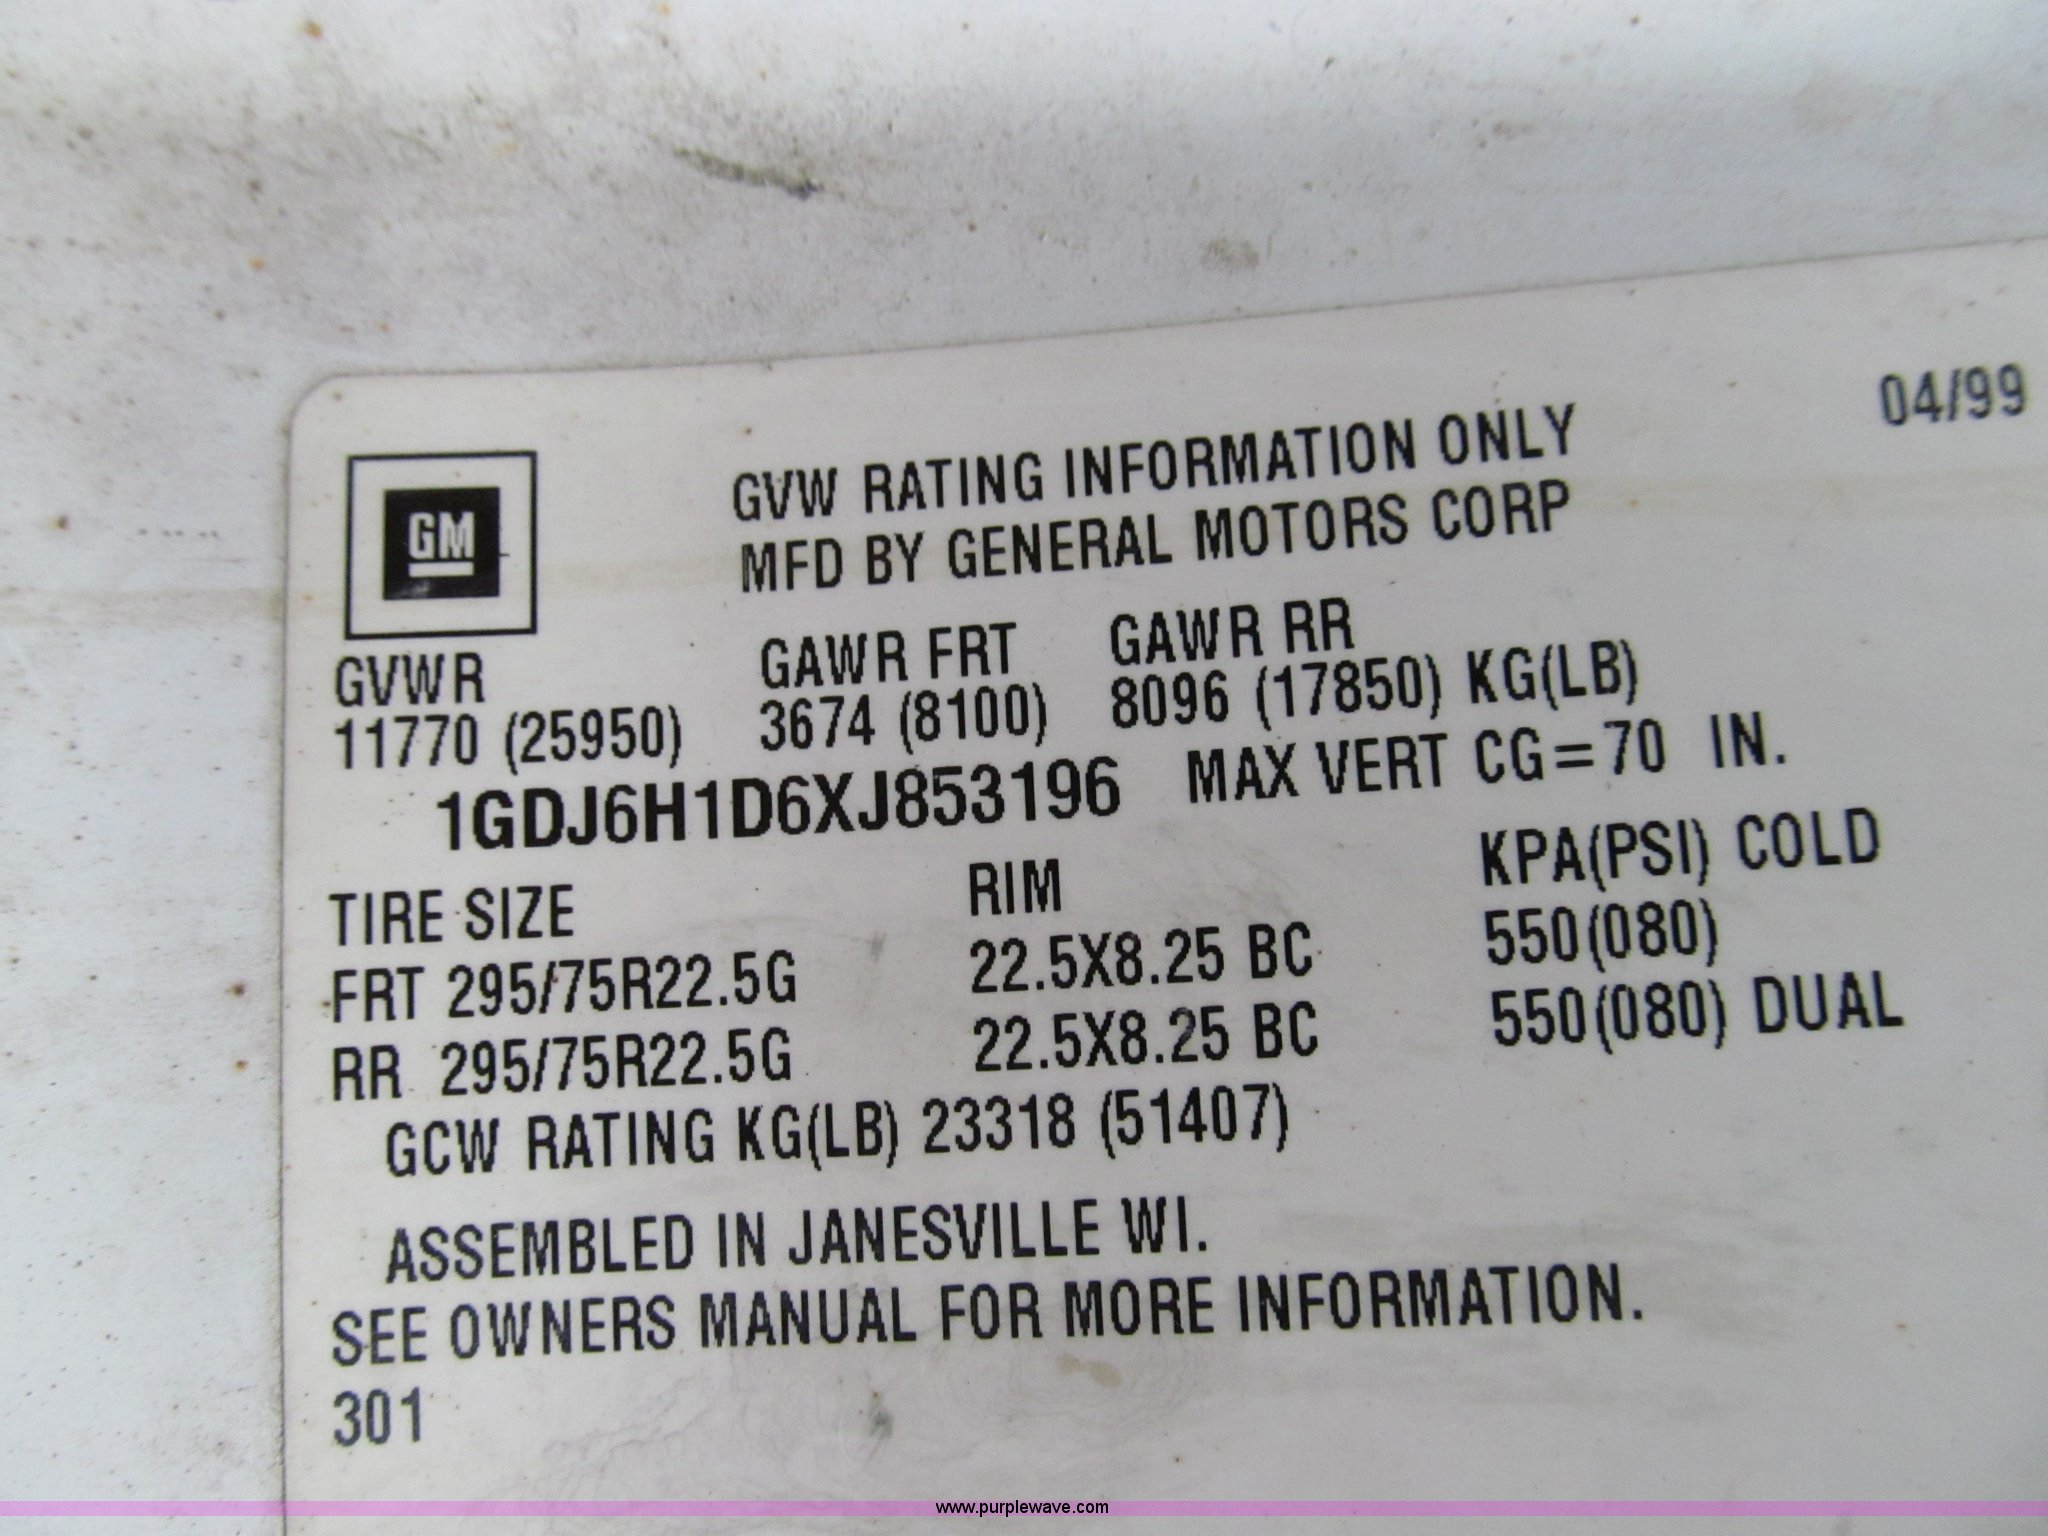 04/99
GM
GVW RATING INFORMATION ONLY
MFD BY GENERAL MOTORS CORP
GVWR GAWR FRT GAWR RR
11770 (25950) 3674 (8100) 8096 (17850) KG(LB)
1GDJ6H1D6XJ853196 MAX VERT CG=70 IN.
TIRE SIZE RIM KPA(PSI) COLD
FRT 295/75R22.5G 22.5X8.25 BC 550(080)
RR 295/75R22.5G 22.5X8.25 BC 550(080) DUAL
GCW RATING KG(LB) 23318 (51407)
ASSEMBLED IN JANESVILLE WI.
SEE OWNERS MANUAL FOR MORE INFORMATION.
301
www.purplewave.com